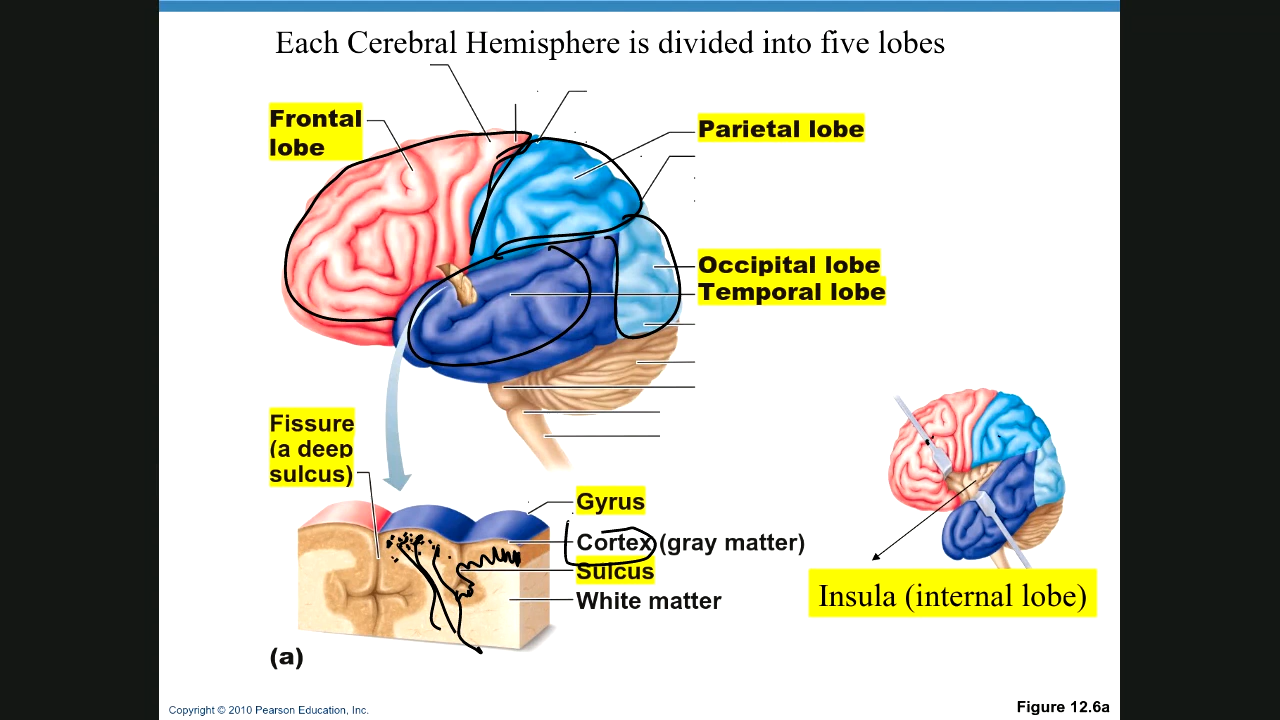 Each Cerebral Hemisphere is divided into five lobes
Frontal
lobe
Parietal lobe
Occipital lobe
Temporal lobe
Fissure
(a deep
sulcus)
Gyrus
Cortex (gray matter)
Sulcus
White matter
Insula (internal lobe)
(a)
Copyright © 2010 Pearson Education, Inc.
Figure 12.6a